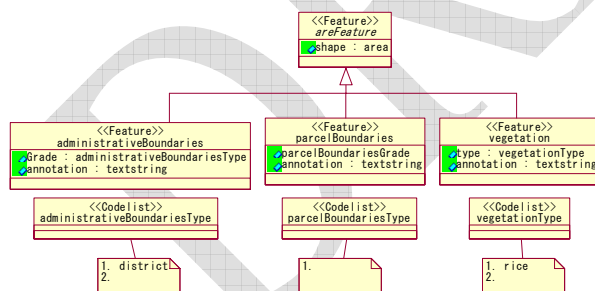 <<Feature>>
areFeature
shape : area
<<Feature>>
administrativeBoundaries
Grade : administrativeBoundariesType
annotation : textstring
<<Feature>>
parcelBoundaries
parcelBoundariesGrade
annotation : textstring
<<Feature>>
vegetation
type : vegetationType
annotation : textstring
<<Codelist>>
administrativeBoundariesType
<<Codelist>>
parcelBoundariesType
<<Codelist>>
vegetationType
1. district
2.
1.
1. rice
2.